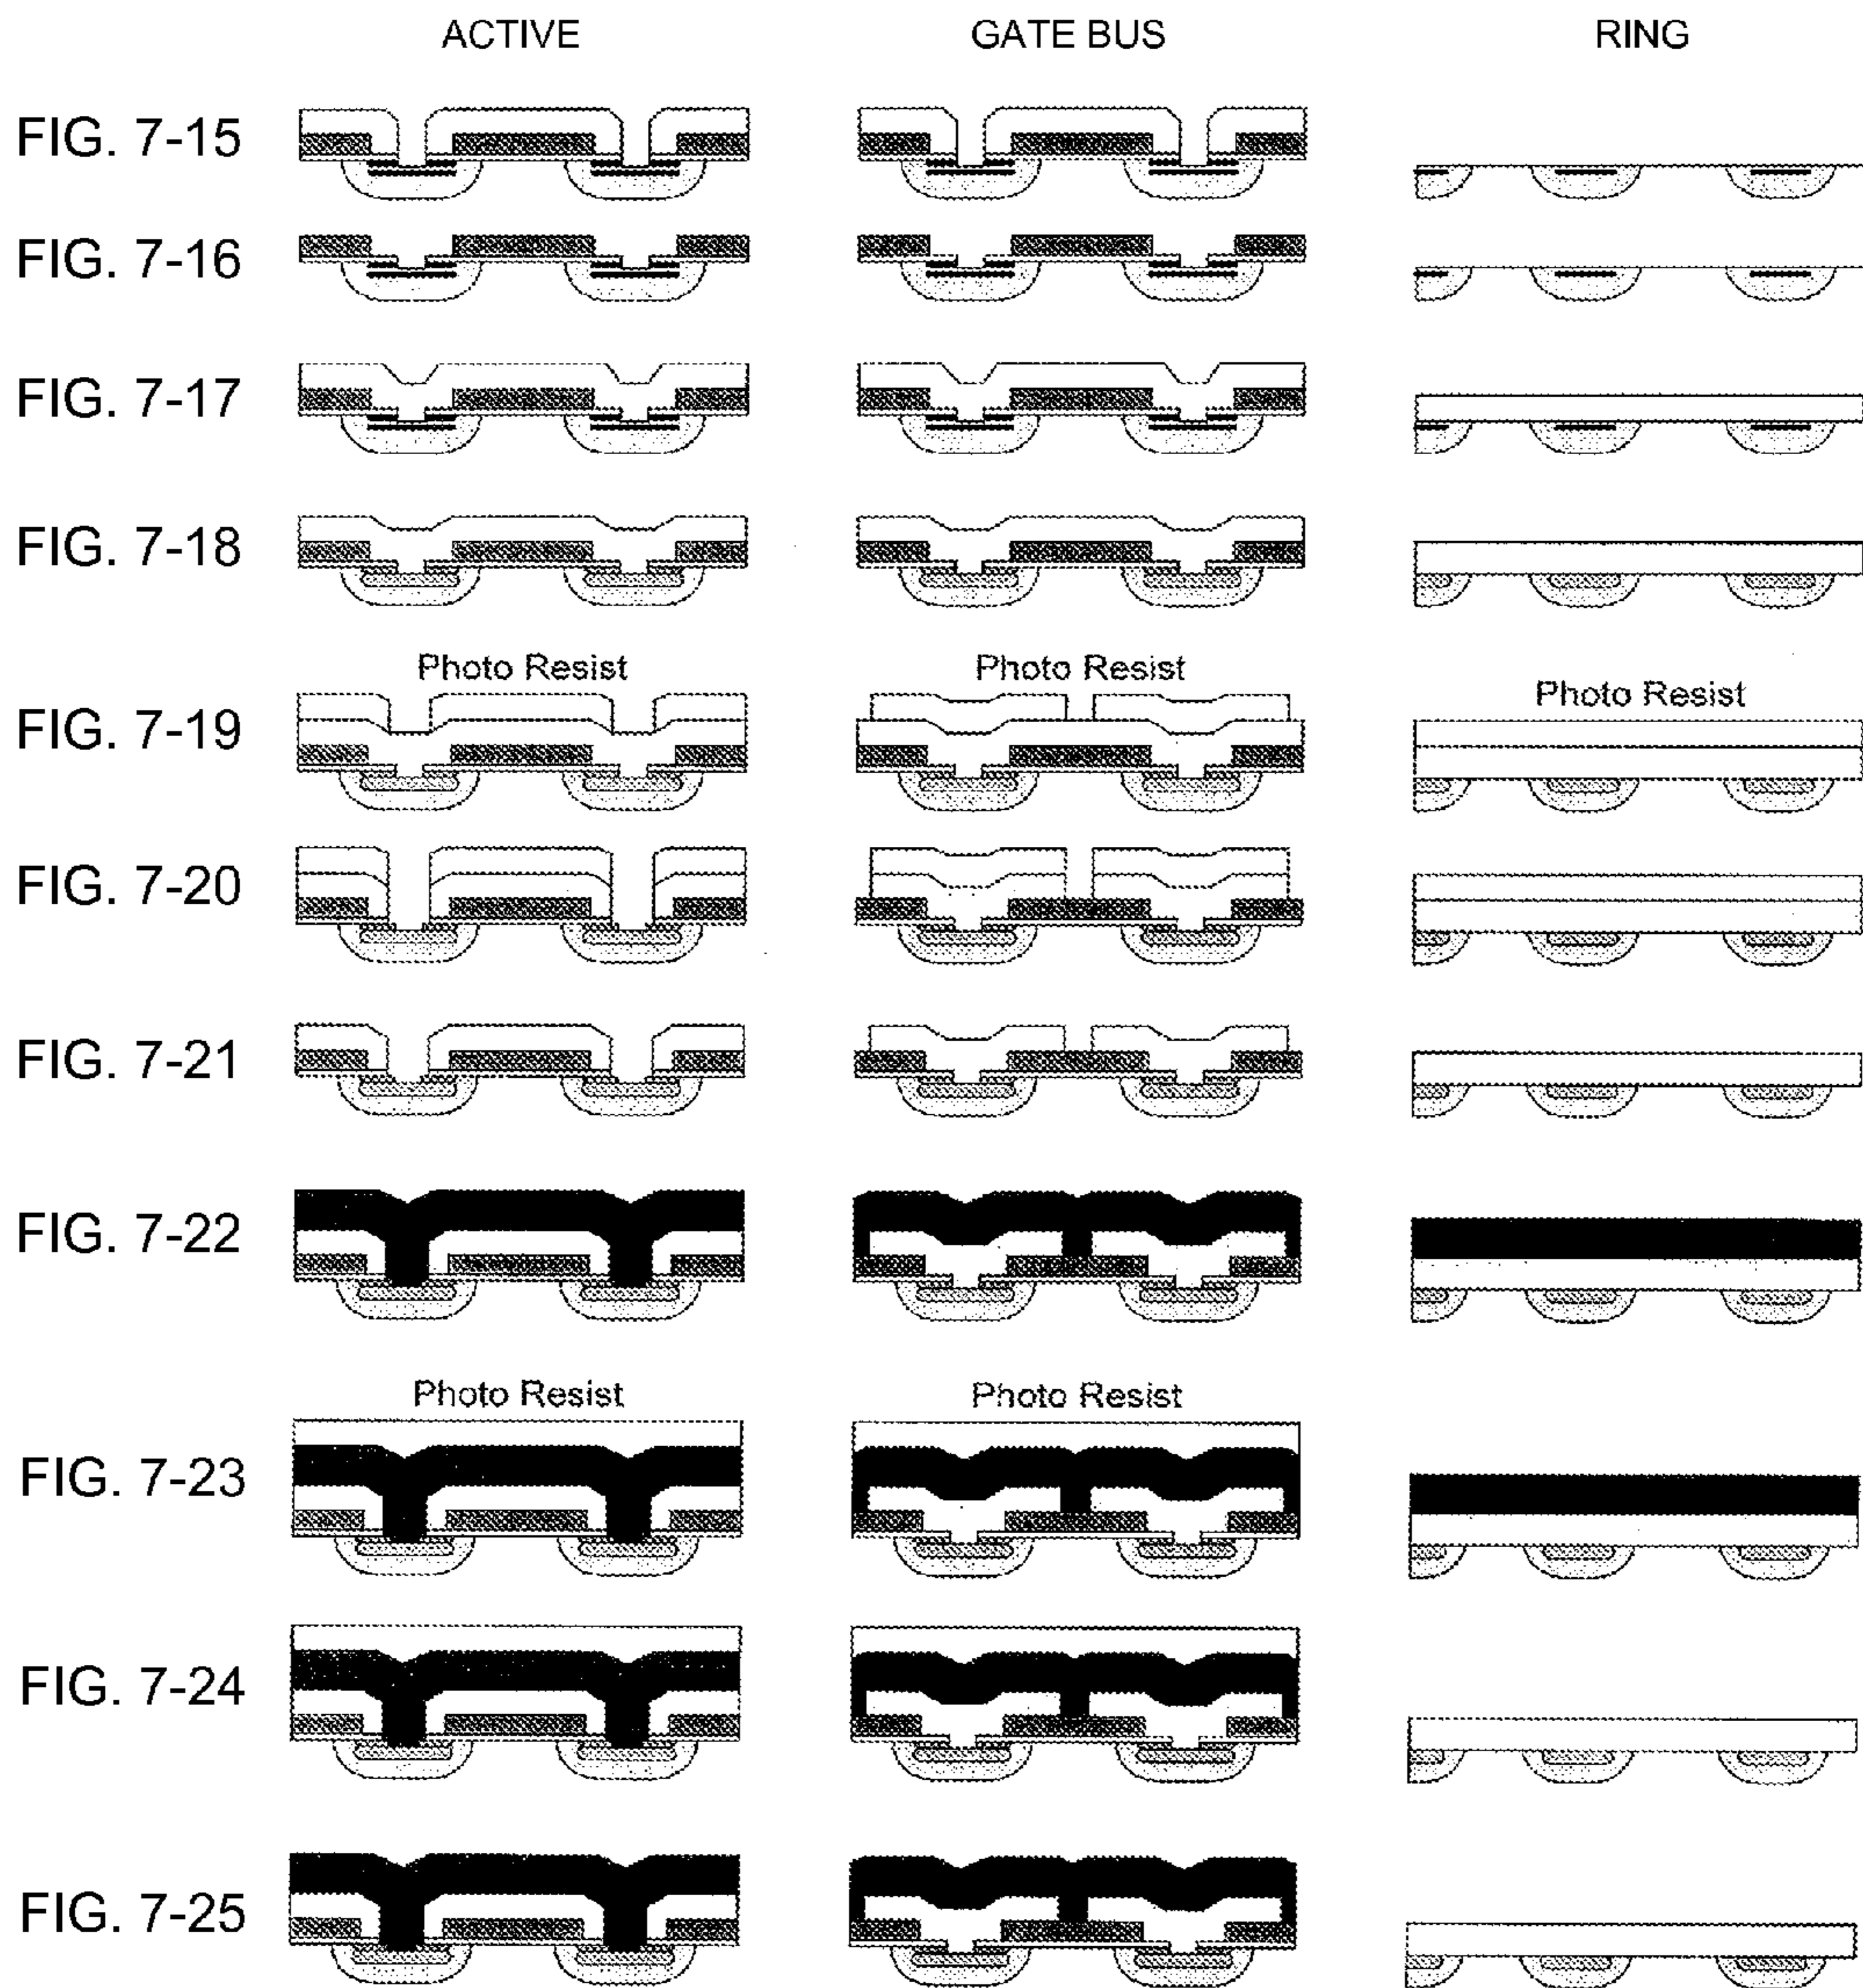 ACTIVE GATE BUS RING
FIG. 7-15
FIG. 7-16
FIG. 7-17
FIG. 7-18
Photo Resist Photo Resist Photo Resist
FIG. 7-19
FIG. 7-20
FIG. 7-21
FIG. 7-22
Photo Resist Photo Resist
FIG. 7-23
FIG. 7-24
FIG. 7-25